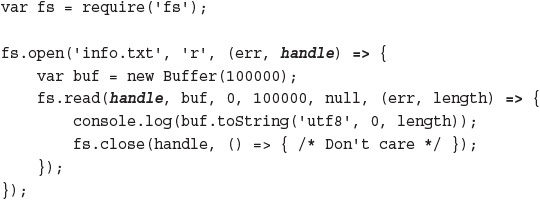 var fs = require('fs');

fs.open('info.txt', 'r', (err, handle) => {
    var buf = new Buffer(100000);
    fs.read(handle, buf, 0, 100000, null, (err, length) => {
        console.log(buf.toString('utf8', 0, length));
        fs.close(handle, () => { /* Don't care */ });
    });
});